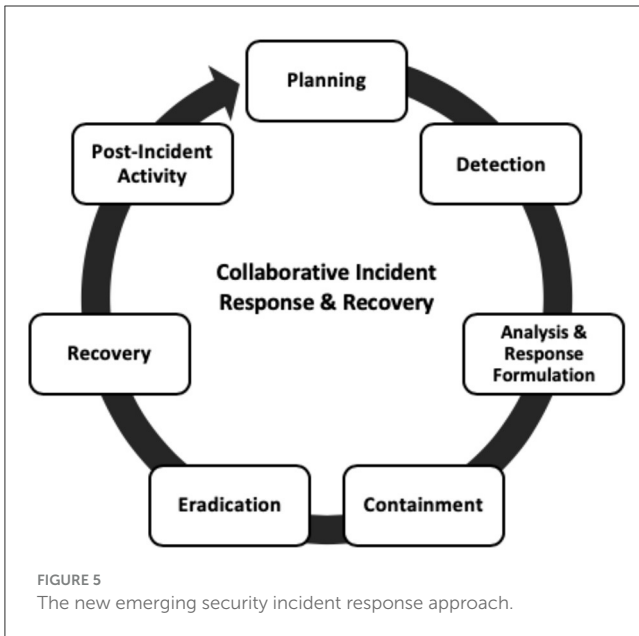 Planning
Detection
Analysis &
Response
Formulation
Containment
Eradication
Recovery
Post-Incident
Activity
Collaborative Incident
Response & Recovery
FIGURE 5
The new emerging security incident response approach.